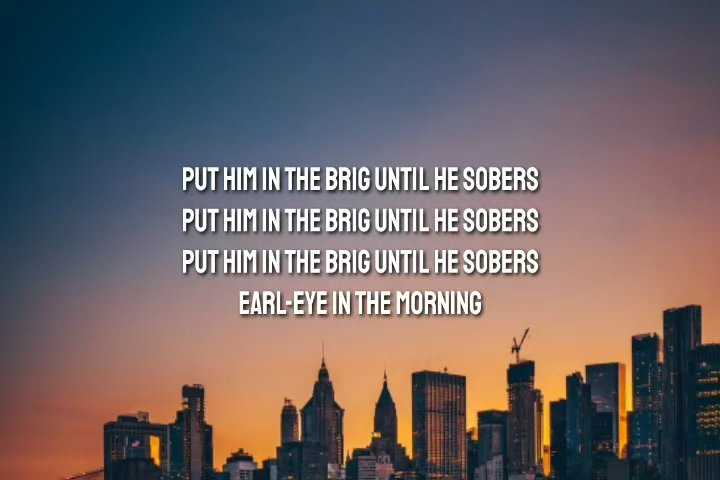 PUT HIM IN THE BRIG UNTIL HE SOBERS
PUT HIM IN THE BRIG UNTIL HE SOBERS
PUT HIM IN THE BRIG UNTIL HE SOBERS
EARL-EYE IN THE MORNING